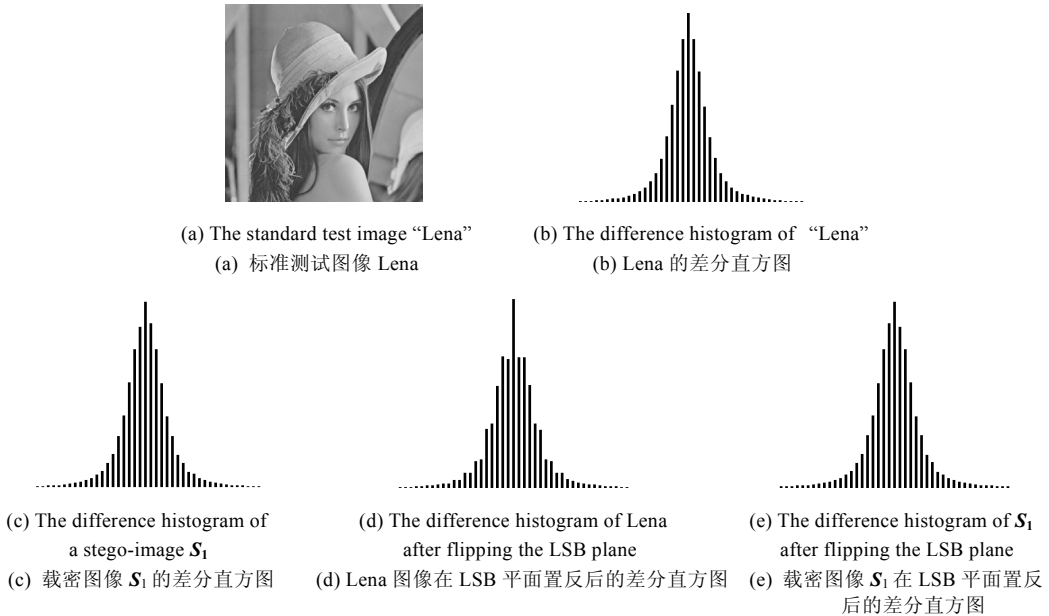 (a) The standard test image “Lena”
(a) 标准测试图像 Lena
(b) The difference histogram of “Lena”
(b) Lena 的差分直方图
(c) The difference histogram of
a stego-image S₁
(c) 载密图像 S₁ 的差分直方图
(d) The difference histogram of Lena
after flipping the LSB plane
(d) Lena 图像在 LSB 平面置反后的差分直方图
(e) The difference histogram of S₁
after flipping the LSB plane
(e) 载密图像 S₁ 在 LSB 平面置反
后的差分直方图